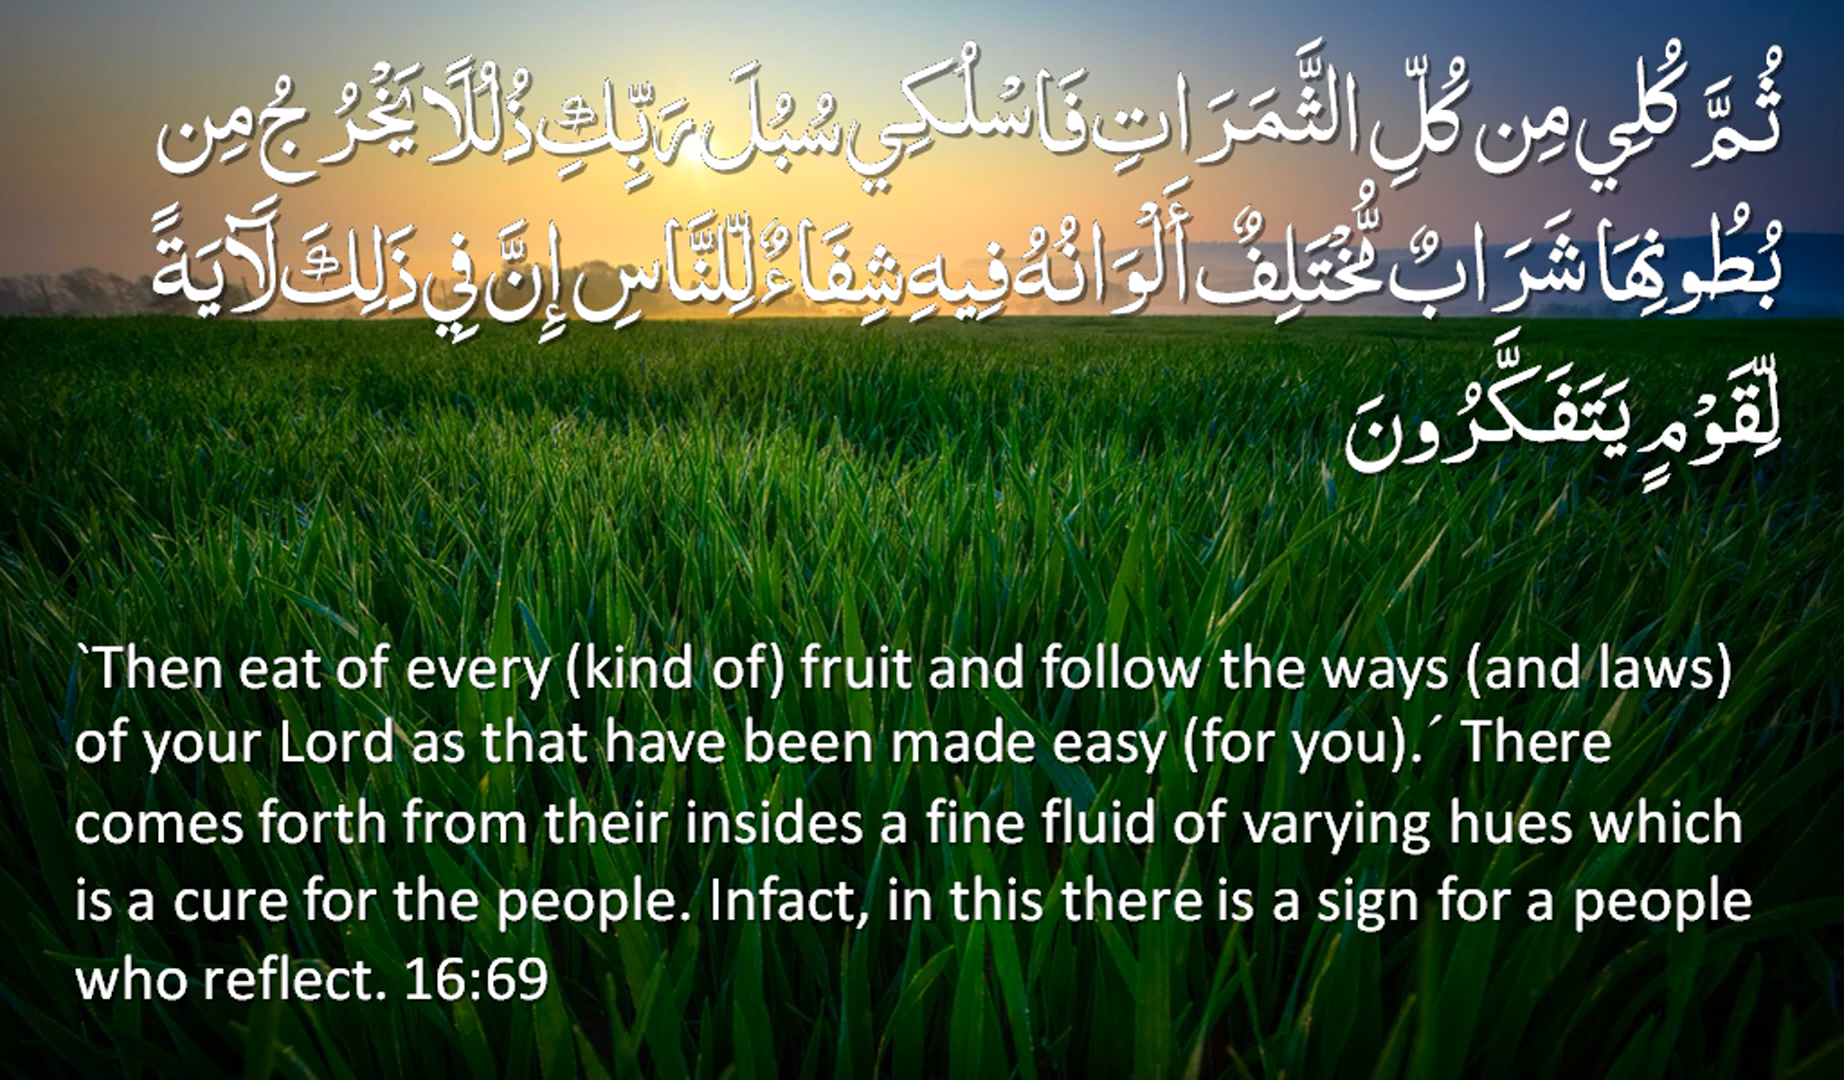 ثُمَّ كُلِي مِن كُلِّ الثَّمَرَاتِ فَاسْلُكِي سُبُلَ رَبِّكِ ذُلُلًا يَخْرُجُ مِن
بُطُونِهَا شَرَابٌ مُّخْتَلِفٌ أَلْوَانُهُ فِيهِ شِفَاءٌ لِّلنَّاسِ إِنَّ فِي ذَلِكَ لَآيَةً
لِّقَوْمٍ يَتَفَكَّرُونَ
`Then eat of every (kind of) fruit and follow the ways (and laws)
of your Lord as that have been made easy (for you).´ There
comes forth from their insides a fine fluid of varying hues which
is a cure for the people. Infact, in this there is a sign for a people
who reflect. 16:69